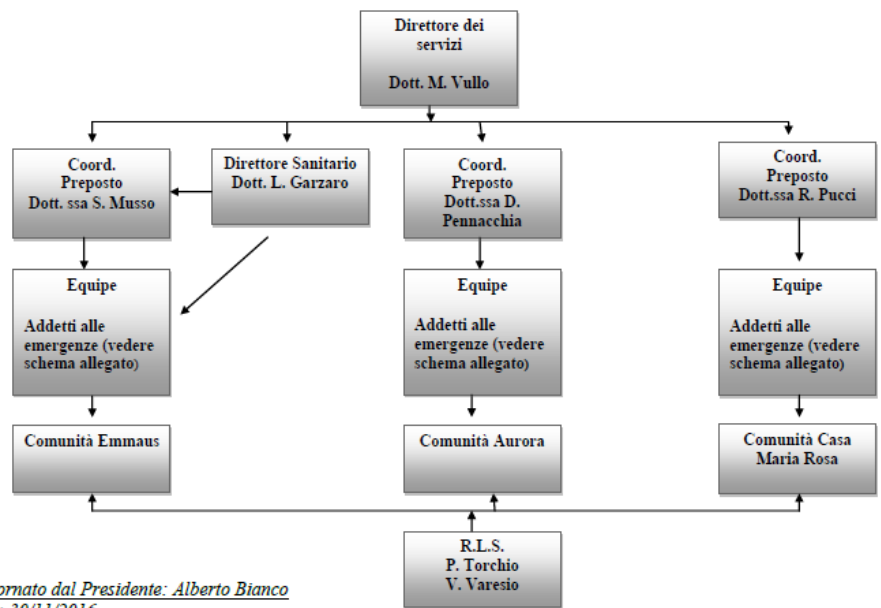 Direttore dei
servizi
Dott. M. Vullo
Coord.
Preposto
Dott. ssa S. Musso
Direttore Sanitario
Dott. L. Garzaro
Coord.
Preposto
Dott.ssa D.
Pennacchia
Coord.
Preposto
Dott.ssa R. Pucci
Equipe
Addetti alle
emergenze (vedere
schema allegato)
Equipe
Addetti alle
emergenze (vedere
schema allegato)
Equipe
Addetti alle
emergenze (vedere
schema allegato)
Comunità Emmaus
Comunità Aurora
Comunità Casa
Maria Rosa
R.L.S.
P. Torchio
V. Varesio
ornato dal Presidente: Alberto Bianco
30/11/2016